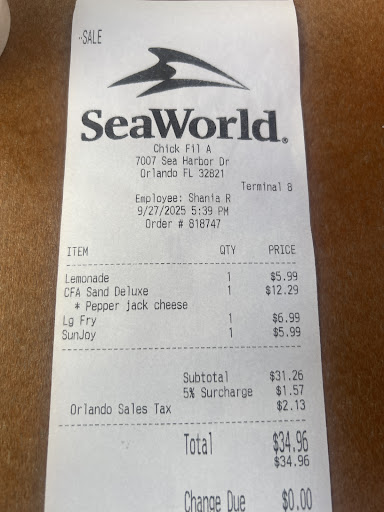 -SALE
SeaWorld®
Chick Fil A
7007 Sea Harbor Dr
Orlando FL 32821
Terminal 8
Employee: Shania R
9/27/2025 5:39 PM
Order # 818747
ITEM QTY PRICE
Lemonade 1 $5.99
CFA Sand Deluxe 1 $12.29
* Pepper jack cheese
Lg Fry 1 $6.99
SunJoy 1 $5.99
Subtotal $31.26
5% Surcharge $1.57
Orlando Sales Tax $2.13
Total $34.96
$34.96
Change Due $0.00